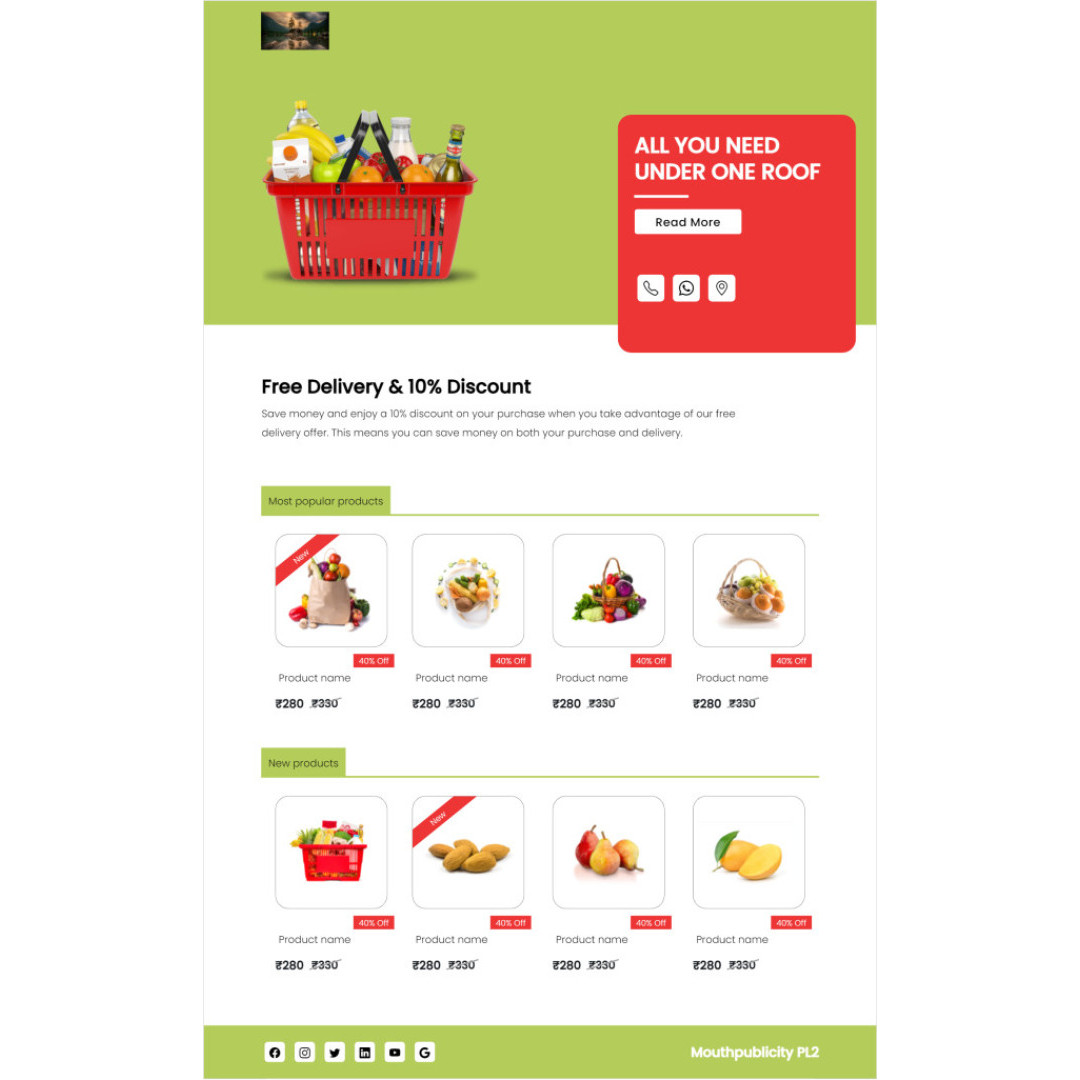 ALL YOU NEED
UNDER ONE ROOF
Read More
Free Delivery & 10% Discount
Save money and enjoy a 10% discount on your purchase when you take advantage of our free
delivery offer. This means you can save money on both your purchase and delivery.
Most popular products
New
40% Off 40% Off 40% Off 40% Off
Product name Product name Product name Product name
₹280 ₹330 ₹280 ₹330 ₹280 ₹330 ₹280 ₹330
New products
New
40% Off 40% Off 40% Off 40% Off
Product name Product name Product name Product name
₹280 ₹330 ₹280 ₹330 ₹280 ₹330 ₹280 ₹330
Mouthpublicity PL2